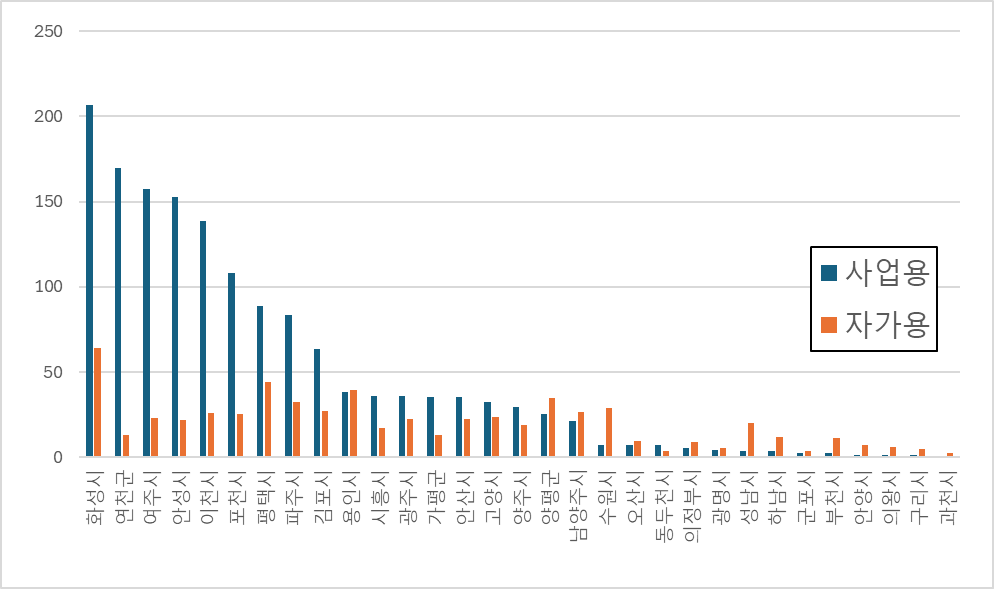 250
200
150
100
50
0
사업용
자가용
화성시
연천군
여주시
안성시
이천시
포천시
평택시
파주시
김포시
용인시
시흥시
광주시
가평군
안산시
고양시
양주시
양평군
남양주시
수원시
오산시
동두천시
의정부시
광명시
성남시
하남시
군포시
부천시
안양시
의왕시
구리시
과천시